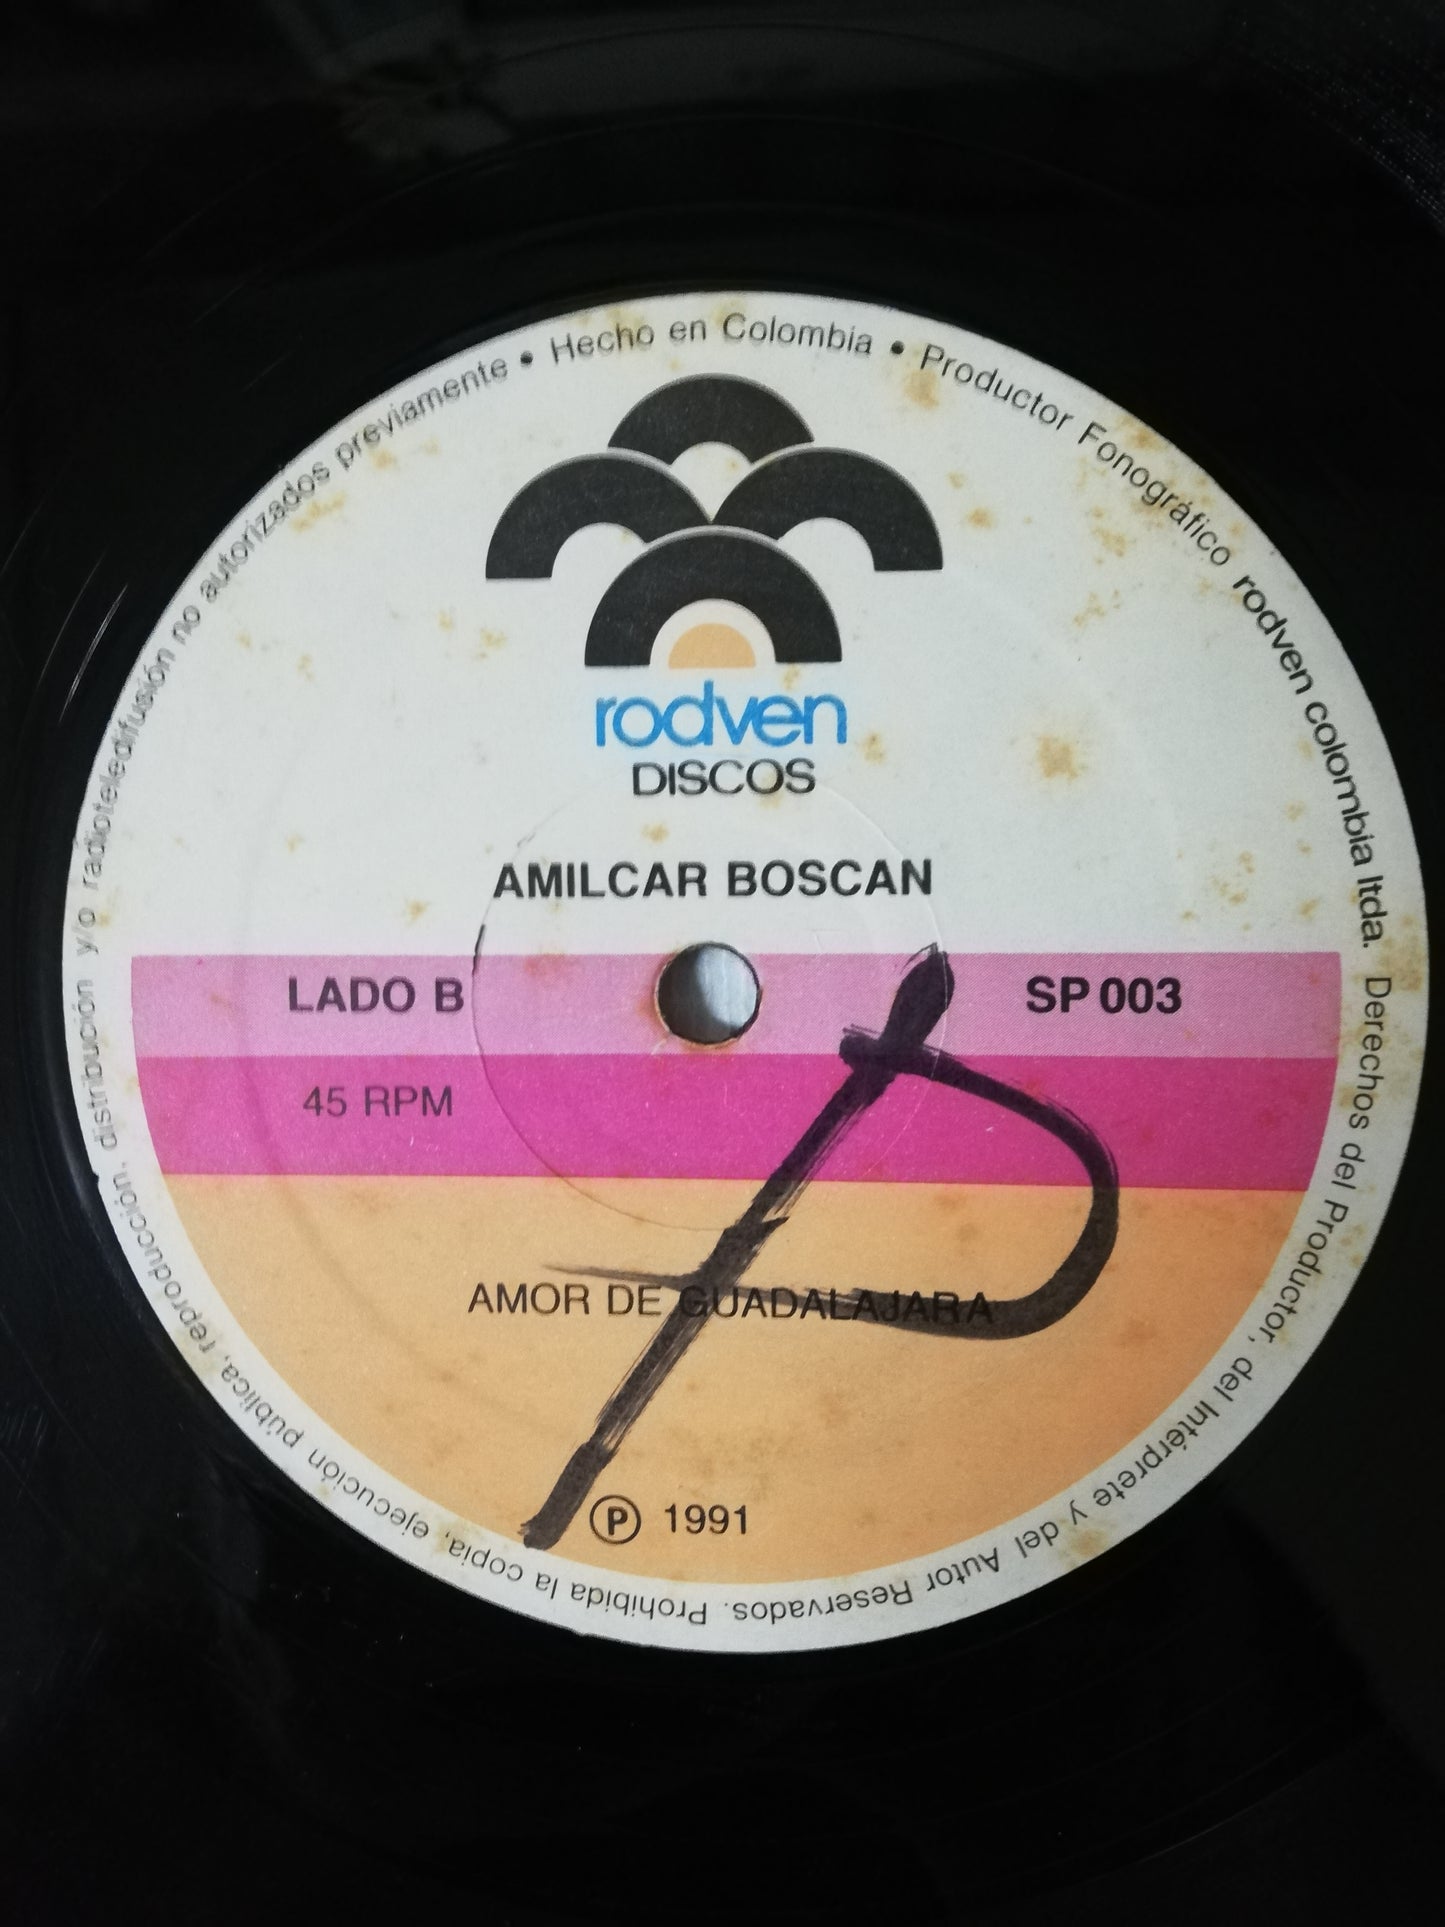 rodven
DISCOS
AMILCAR BOSCAN
LADO B
SP 003
45 RPM
AMOR DE GUADALAJARA
Ⓟ 1991
Hecho en Colombia • Productor Fonográfico rodven colombia ltda. Derechos del Productor, del Intérprete y del Autor Reservados. Prohibida la copia, ejecución pública, reproducción, distribución y/o radioteledifusión no autorizados previamente •